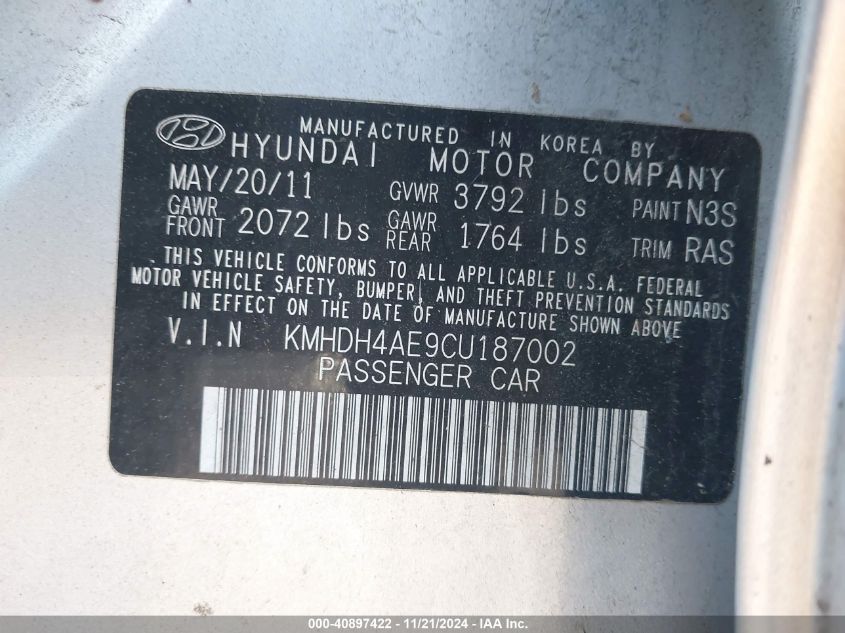 MANUFACTURED IN KOREA BY
HYUNDAI MOTOR COMPANY
MAY/20/11 GVWR 3792 lbs PAINT N3S
GAWR FRONT 2072 lbs GAWR REAR 1764 lbs TRIM RAS
THIS VEHICLE CONFORMS TO ALL APPLICABLE U.S.A. FEDERAL
MOTOR VEHICLE SAFETY, BUMPER, AND THEFT PREVENTION STANDARDS
IN EFFECT ON THE DATE OF MANUFACTURE SHOWN ABOVE
V.I.N KMHDH4AE9CU187002
PASSENGER CAR
000-40897422 - 11/21/2024 - IAA Inc.